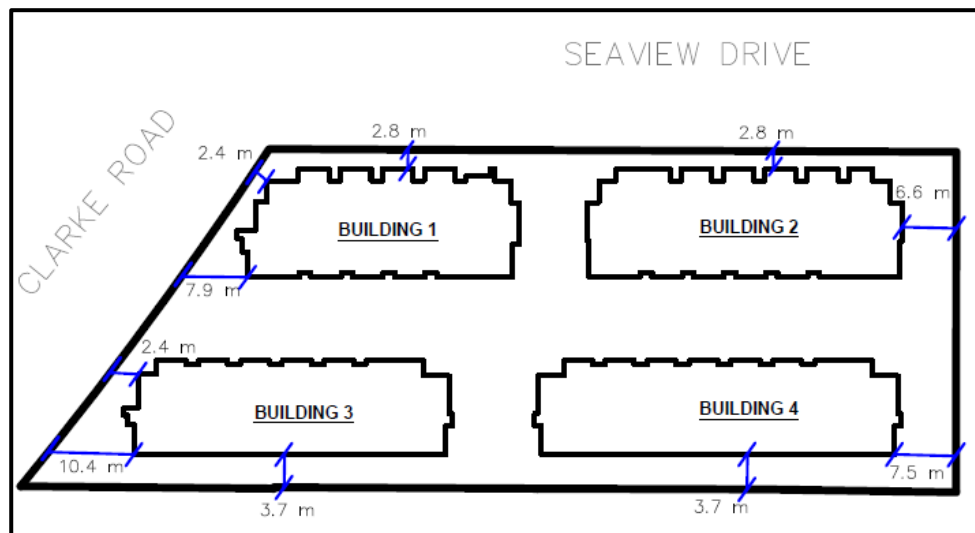 SEAVIEW DRIVE
CLARKE ROAD
2.8 m
2.8 m
2.4 m
6.6 m
BUILDING 1
BUILDING 2
7.9 m
2.4 m
BUILDING 3
BUILDING 4
10.4 m
7.5 m
3.7 m
3.7 m